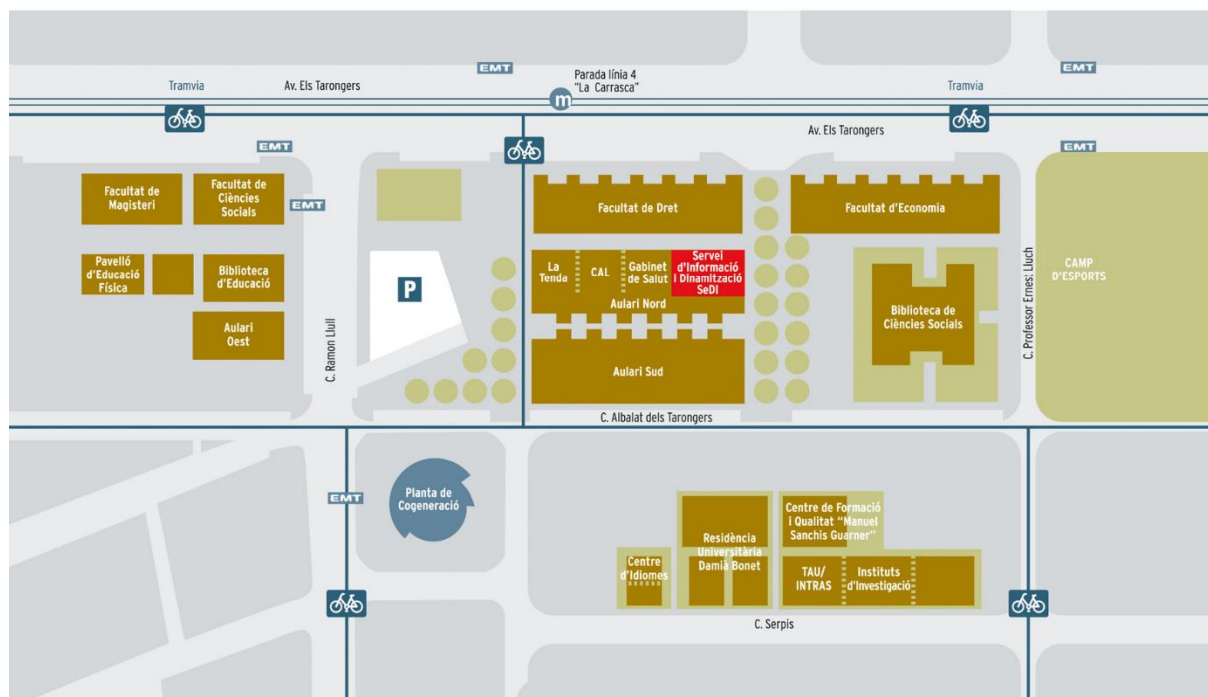 EMT
Parada línia 4
"La Carrasca"
EMT
Tramvia
Av. Els Tarongers
Tramvia
m
Av. Els Tarongers
EMT
EMT
Facultat de
Magisteri
Facultat de
Ciències
Socials
EMT
Facultat de Dret
Facultat d'Economia
Pavelló
d'Educació
Física
Biblioteca
d'Educació
La
Tenda
CAL
Gabinet
de Salut
Servei
d'Informació
i Dinamització
SeDI
CAMP
D'ESPORTS
P
Aulari Nord
Biblioteca de
Ciències Socials
C. Professor Ernest Lluch
Aulari
Oest
C. Ramon Llull
Aulari Sud
C. Albalat dels Tarongers
EMT
Planta de
Cogeneració
Centre de Formació
i Qualitat "Manuel
Sanchis Guarner"
Residència
Universitària
Damià Bonet
Centre
d'Idiomes
TAU/
INTRAS
Instituts
d'Investigació
C. Serpis